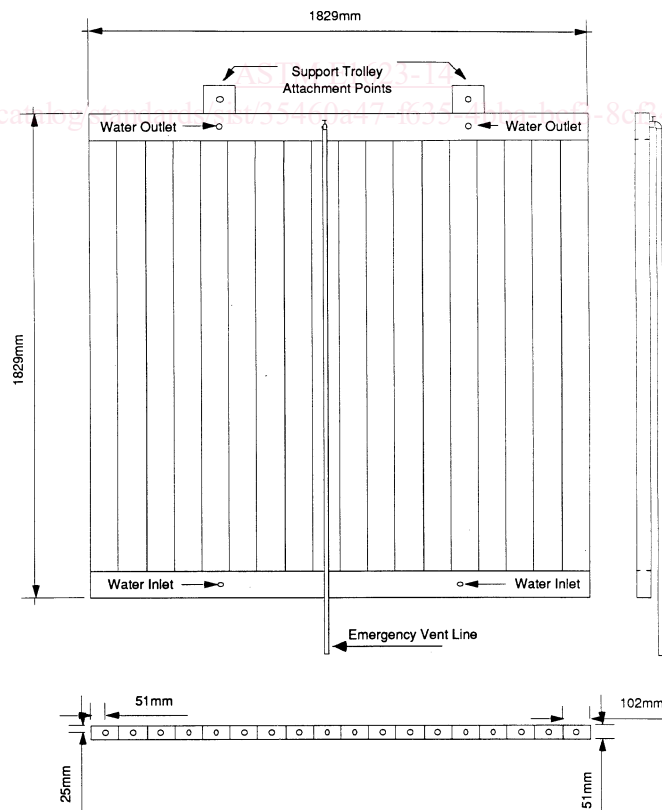 1829mm
Support Trolley
Attachment Points
Water Outlet
Water Outlet
1829mm
Water Inlet
Water Inlet
Emergency Vent Line
51mm
102mm
25mm
51mm